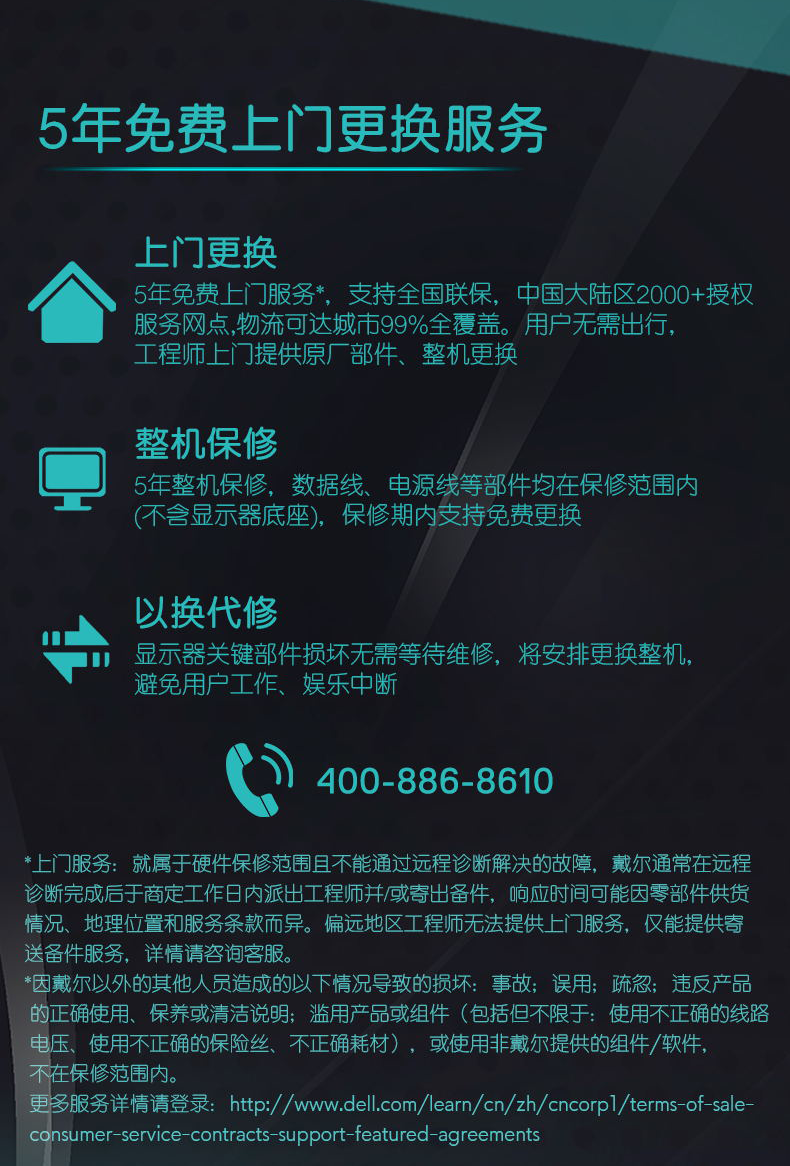 5年免费上门更换服务
上门更换
5年免费上门服务*，支持全国联保，中国大陆区2000+授权
服务网点,物流可达城市99%全覆盖。用户无需出行，
工程师上门提供原厂部件、整机更换
整机保修
5年整机保修，数据线、电源线等部件均在保修范围内
(不含显示器底座)，保修期内支持免费更换
以换代修
显示器关键部件损坏无需等待维修，将安排更换整机，
避免用户工作、娱乐中断
400-886-8610
*上门服务：就属于硬件保修范围且不能通过远程诊断解决的故障，戴尔通常在远程
诊断完成后于商定工作日内派出工程师并/或寄出备件，响应时间可能因零部件供货
情况、地理位置和服务条款而异。偏远地区工程师无法提供上门服务，仅能提供寄
送备件服务，详情请咨询客服。
*因戴尔以外的其他人员造成的以下情况导致的损坏：事故；误用；疏忽；违反产品
的正确使用、保养或清洁说明；滥用产品或组件（包括但不限于：使用不正确的线路
电压、使用不正确的保险丝、不正确耗材），或使用非戴尔提供的组件/软件，
不在保修范围内。
更多服务详情请登录：http://www.dell.com/learn/cn/zh/cncorp1/terms-of-sale-
consumer-service-contracts-support-featured-agreements